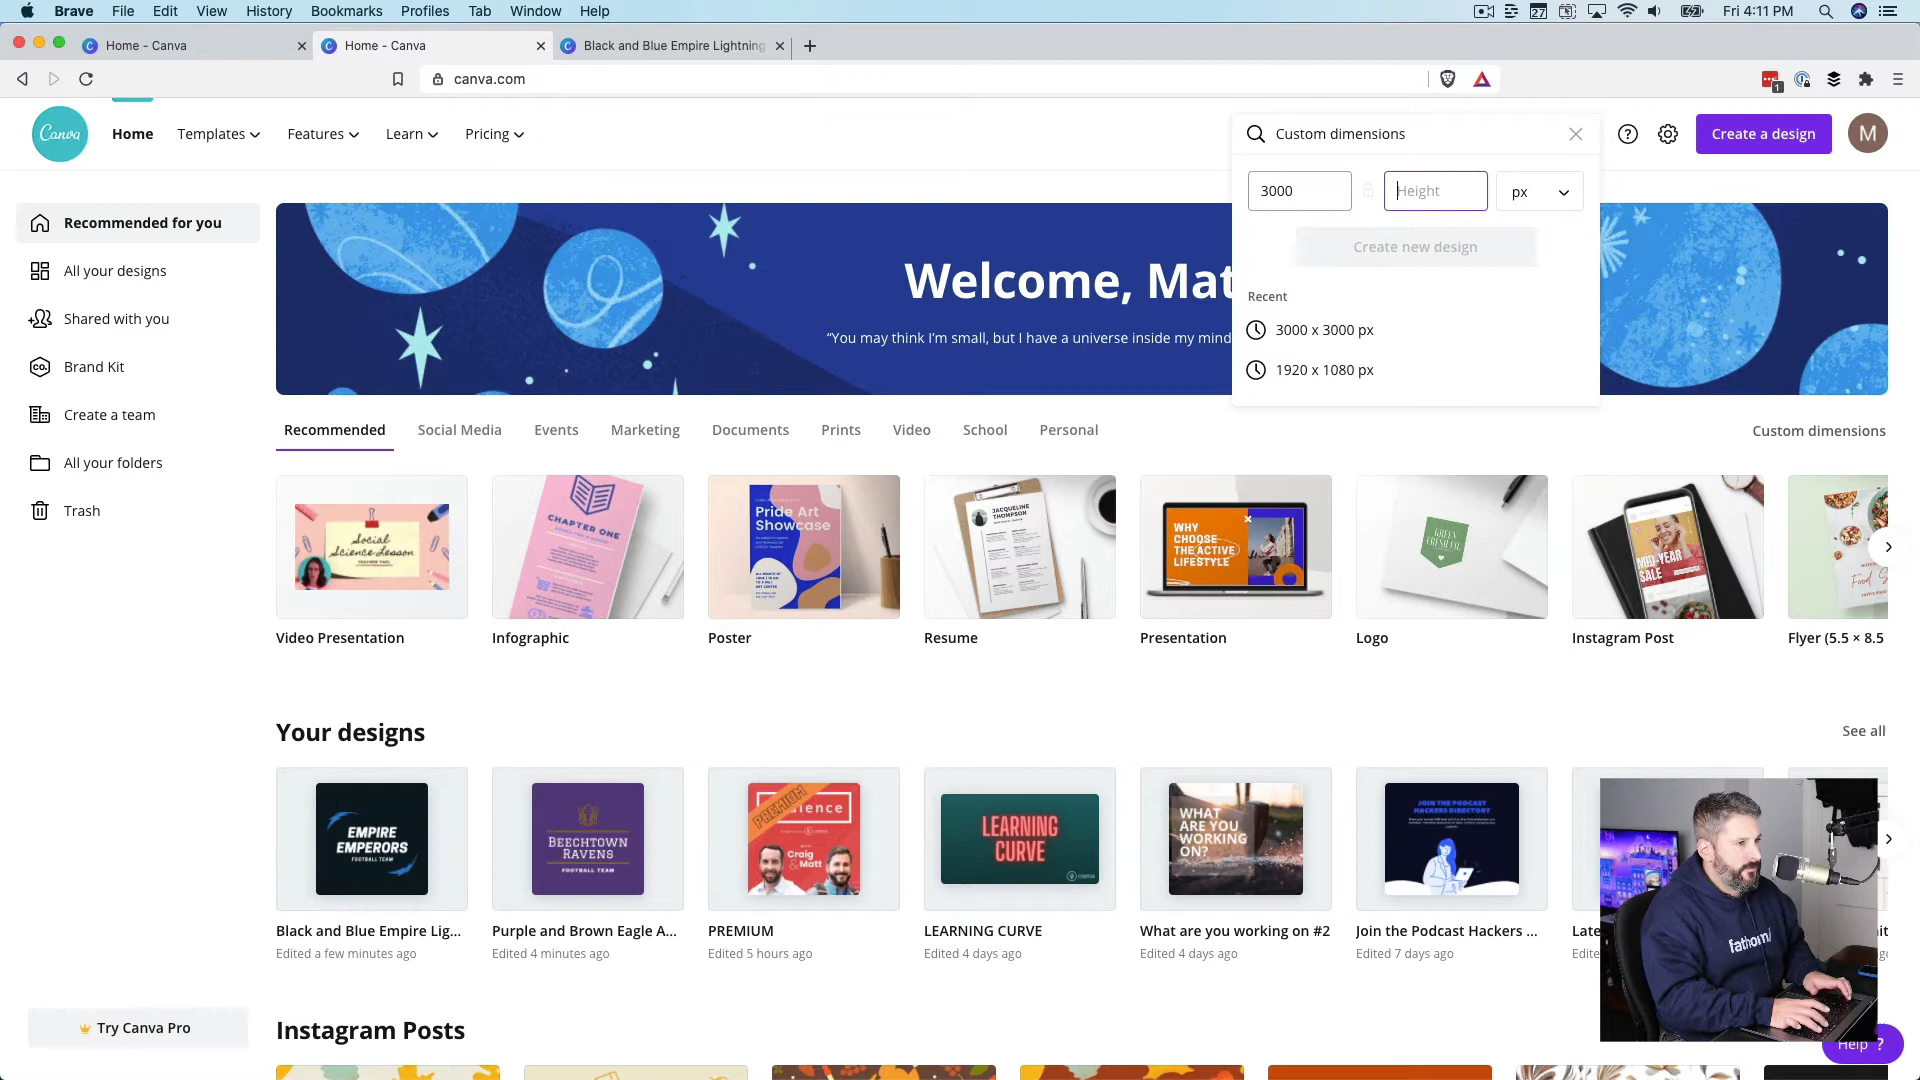 Brave File Edit View History Bookmarks Profiles Tab Window Help
27 Fri 4:11 PM
Home - Canva
Home - Canva
Black and Blue Empire Lightning
canva.com
1
Canva
Home
Templates
Features
Learn
Pricing
Custom dimensions
Create a design
M
3000
Height
px
Create new design
Recent
3000 x 3000 px
1920 x 1080 px
Recommended for you
All your designs
Shared with you
Brand Kit
Create a team
All your folders
Trash
Try Canva Pro
Welcome, Mat
“You may think I’m small, but I have a universe inside my mind
Recommended
Social Media
Events
Marketing
Documents
Prints
Video
School
Personal
Custom dimensions
Social
Science Lesson
CHAPTER ONE
Pride Art
Showcase
JACQUELINE
THOMPSON
WHY
CHOOSE
THE ACTIVE
LIFESTYLE
GREEN
FRESH CO.
MID-YEAR
SALE
Food
Video Presentation
Infographic
Poster
Resume
Presentation
Logo
Instagram Post
Flyer (5.5 × 8.5
Your designs
See all
EMPIRE
EMPERORS
FOOTBALL TEAM
BEECHTOWN
RAVENS
FOOTBALL TEAM
PREMIUM
dience
WITH
Craig
& Matt
LEARNING
CURVE
WHAT
ARE YOU
WORKING
ON?
JOIN THE PODCAST
HACKERS DIRECTORY
Black and Blue Empire Lig...
Edited a few minutes ago
Purple and Brown Eagle A...
Edited 4 minutes ago
PREMIUM
Edited 5 hours ago
LEARNING CURVE
Edited 4 days ago
What are you working on #2
Edited 4 days ago
Join the Podcast Hackers ...
Edited 7 days ago
Late
Edite
fathom/
Instagram Posts
Help ?